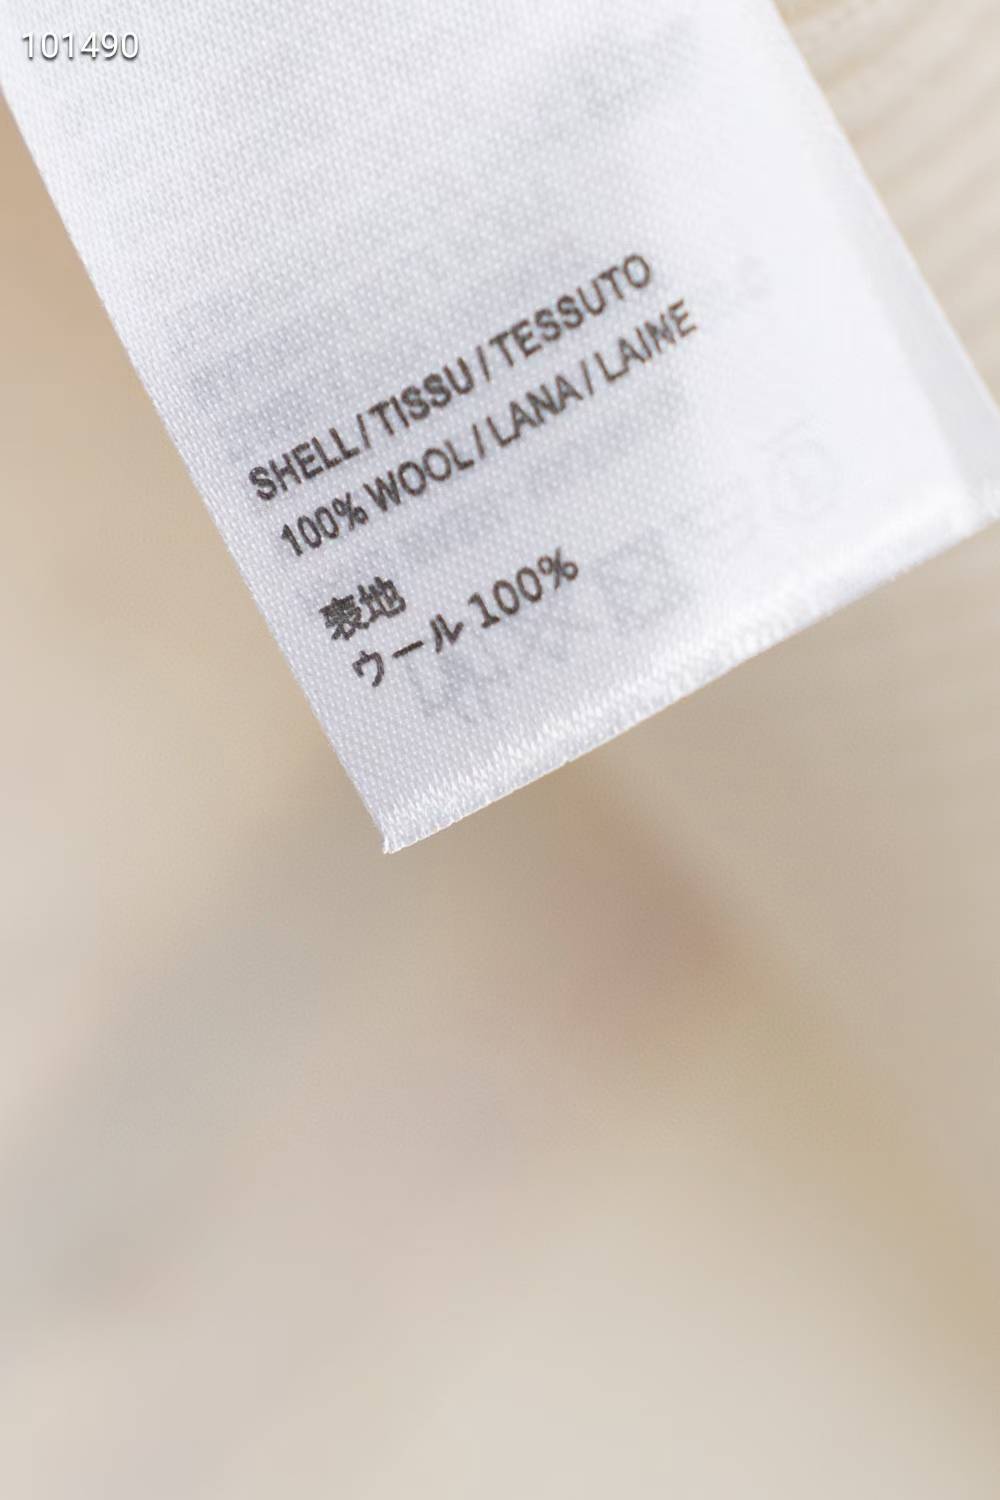 101490
SHELL / TISSU / TESSUTO
100% WOOL / LANA / LAINE
表地
ウール 100%